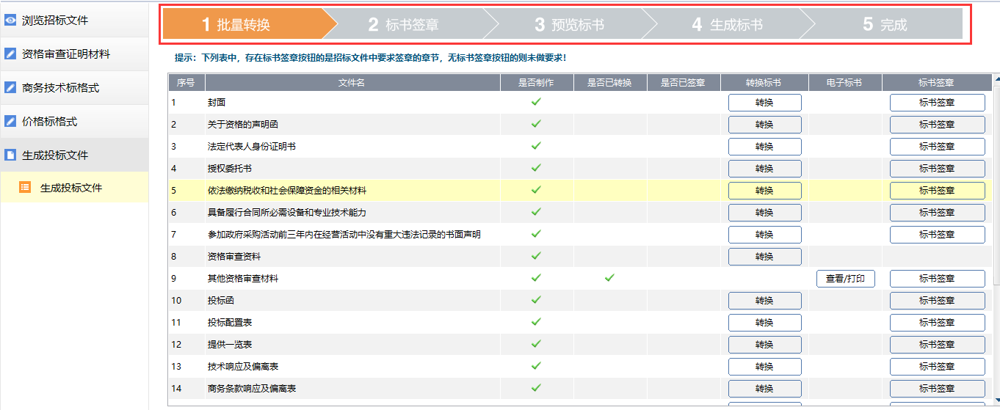 浏览招标文件
资格审查证明材料
商务技术标格式
价格标格式
生成投标文件
生成投标文件
1 批量转换 2 标书签章 3 预览标书 4 生成标书 5 完成
提示：下列表中，存在标书签章按钮的是招标文件中要求签章的章节，无标书签章按钮的则未做要求！
序号 文件名 是否制作 是否已转换 是否已签章 转换标书 电子标书 标书签章
1 封面 转换 标书签章
2 关于资格的声明函 转换 标书签章
3 法定代表人身份证明书 转换 标书签章
4 授权委托书 转换 标书签章
5 依法缴纳税收和社会保障资金的相关材料 转换 标书签章
6 具备履行合同所必需设备和专业技术能力 转换 标书签章
7 参加政府采购活动前三年内在经营活动中没有重大违法记录的书面声明 转换 标书签章
8 资格审查资料 转换
9 其他资格审查材料 查看/打印 标书签章
10 投标函 转换 标书签章
11 投标配置表 转换 标书签章
12 提供一览表 转换 标书签章
13 技术响应及偏离表 转换 标书签章
14 商务条款响应及偏离表 转换 标书签章